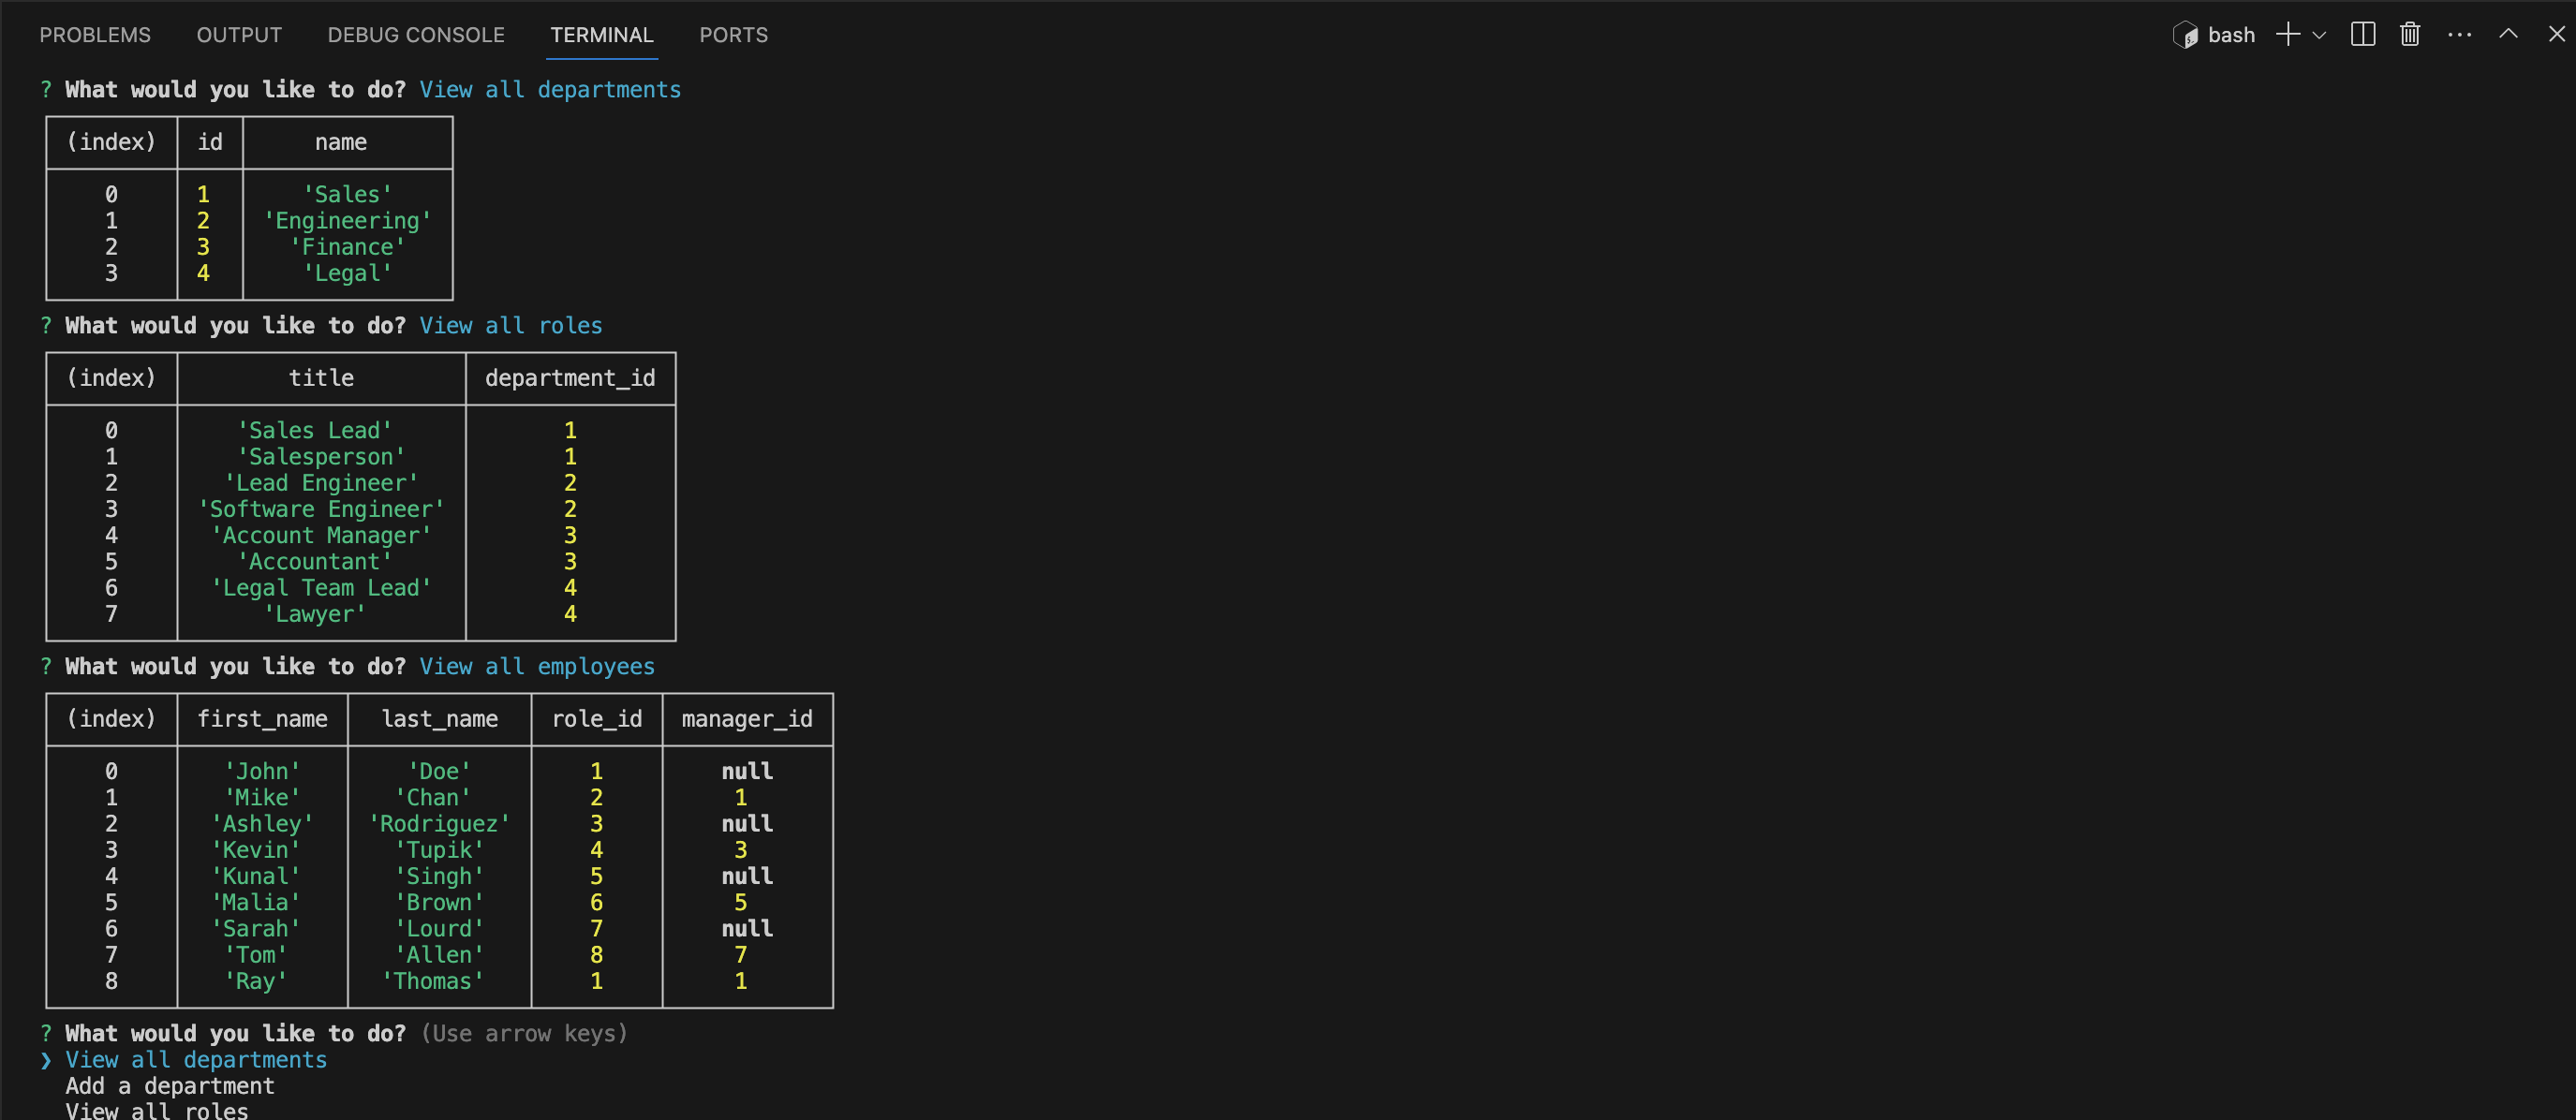 PROBLEMS OUTPUT DEBUG CONSOLE TERMINAL PORTS bash
? What would you like to do? View all departments
(index) id name
0 1 'Sales'
1 2 'Engineering'
2 3 'Finance'
3 4 'Legal'
? What would you like to do? View all roles
(index) title department_id
0 'Sales Lead' 1
1 'Salesperson' 1
2 'Lead Engineer' 2
3 'Software Engineer' 2
4 'Account Manager' 3
5 'Accountant' 3
6 'Legal Team Lead' 4
7 'Lawyer' 4
? What would you like to do? View all employees
(index) first_name last_name role_id manager_id
0 'John' 'Doe' 1 null
1 'Mike' 'Chan' 2 1
2 'Ashley' 'Rodriguez' 3 null
3 'Kevin' 'Tupik' 4 3
4 'Kunal' 'Singh' 5 null
5 'Malia' 'Brown' 6 5
6 'Sarah' 'Lourd' 7 null
7 'Tom' 'Allen' 8 7
8 'Ray' 'Thomas' 1 1
? What would you like to do? (Use arrow keys)
❯ View all departments
Add a department
View all roles